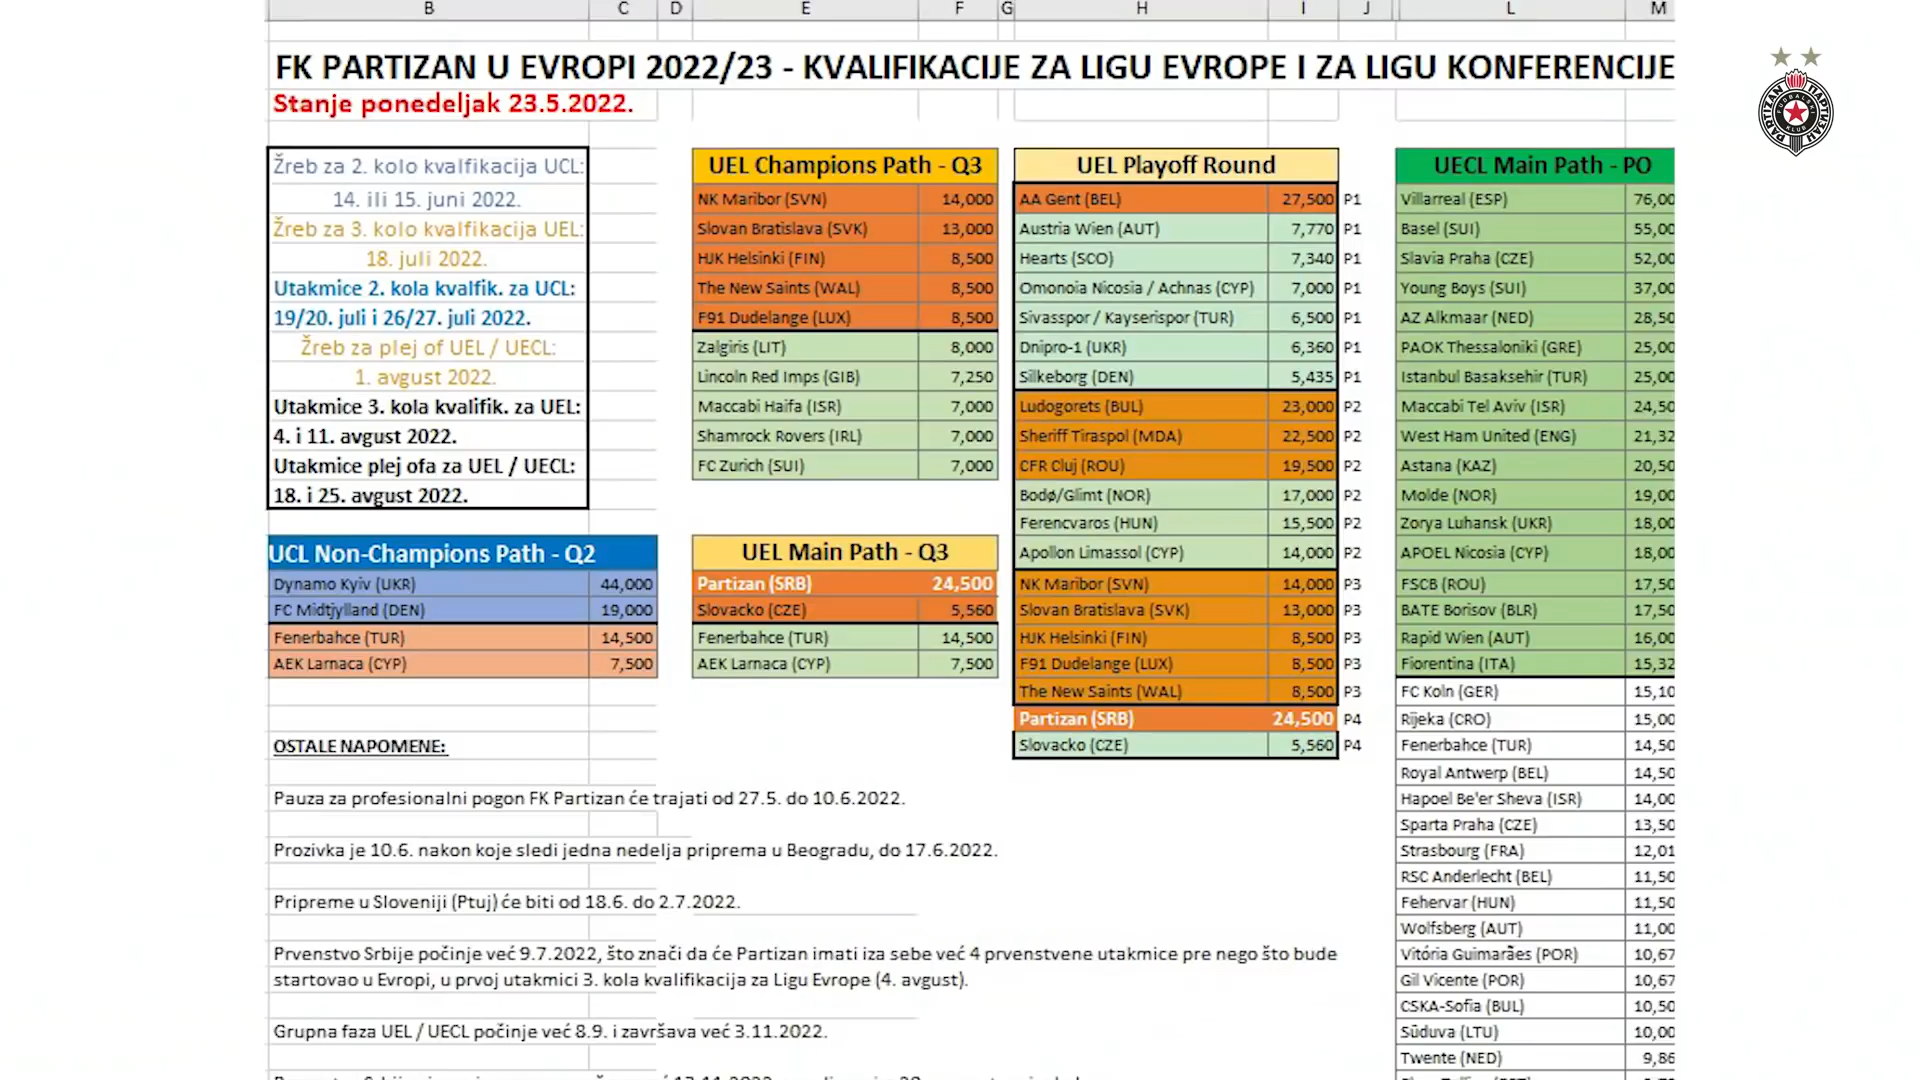 B C D E F G H I J L M
FK PARTIZAN U EVROPI 2022/23 - KVALIFIKACIJE ZA LIGU EVROPE I ZA LIGU KONFERENCIJE
Stanje ponedeljak 23.5.2022.
Žreb za 2. kolo kvalfikacija UCL:
14. ili 15. juni 2022.
Žreb za 3. kolo kvalifikacija UEL:
18. juli 2022.
Utakmice 2. kola kvalfik. za UCL:
19/20. juli i 26/27. juli 2022.
Žreb za plej of UEL / UECL:
1. avgust 2022.
Utakmice 3. kola kvalifik. za UEL:
4. i 11. avgust 2022.
Utakmice plej ofa za UEL / UECL:
18. i 25. avgust 2022.
UCL Non-Champions Path - Q2
Dynamo Kyiv (UKR) 44,000
FC Midtjylland (DEN) 19,000
Fenerbahce (TUR) 14,500
AEK Larnaca (CYP) 7,500
UEL Champions Path - Q3
NK Maribor (SVN) 14,000
Slovan Bratislava (SVK) 13,000
HJK Helsinki (FIN) 8,500
The New Saints (WAL) 8,500
F91 Dudelange (LUX) 8,500
Zalgiris (LIT) 8,000
Lincoln Red Imps (GIB) 7,250
Maccabi Haifa (ISR) 7,000
Shamrock Rovers (IRL) 7,000
FC Zurich (SUI) 7,000
UEL Main Path - Q3
Partizan (SRB) 24,500
Slovacko (CZE) 5,560
Fenerbahce (TUR) 14,500
AEK Larnaca (CYP) 7,500
UEL Playoff Round
AA Gent (BEL) 27,500 P1
Austria Wien (AUT) 7,770 P1
Hearts (SCO) 7,340 P1
Omonoia Nicosia / Achnas (CYP) 7,000 P1
Sivasspor / Kayserispor (TUR) 6,500 P1
Dnipro-1 (UKR) 6,360 P1
Silkeborg (DEN) 5,435 P1
Ludogorets (BUL) 23,000 P2
Sheriff Tiraspol (MDA) 22,500 P2
CFR Cluj (ROU) 19,500 P2
Bodø/Glimt (NOR) 17,000 P2
Ferencvaros (HUN) 15,500 P2
Apollon Limassol (CYP) 14,000 P2
NK Maribor (SVN) 14,000 P3
Slovan Bratislava (SVK) 13,000 P3
HJK Helsinki (FIN) 8,500 P3
F91 Dudelange (LUX) 8,500 P3
The New Saints (WAL) 8,500 P3
Partizan (SRB) 24,500 P4
Slovacko (CZE) 5,560 P4
UECL Main Path - PO
Villarreal (ESP) 76,00
Basel (SUI) 55,00
Slavia Praha (CZE) 52,00
Young Boys (SUI) 37,00
AZ Alkmaar (NED) 28,50
PAOK Thessaloniki (GRE) 25,00
Istanbul Basaksehir (TUR) 25,00
Maccabi Tel Aviv (ISR) 24,50
West Ham United (ENG) 21,32
Astana (KAZ) 20,50
Molde (NOR) 19,00
Zorya Luhansk (UKR) 18,00
APOEL Nicosia (CYP) 18,00
FSCB (ROU) 17,50
BATE Borisov (BLR) 17,50
Rapid Wien (AUT) 16,00
Fiorentina (ITA) 15,32
FC Koln (GER) 15,10
Rijeka (CRO) 15,00
Fenerbahce (TUR) 14,50
Royal Antwerp (BEL) 14,50
Hapoel Be'er Sheva (ISR) 14,00
Sparta Praha (CZE) 13,50
Strasbourg (FRA) 12,01
RSC Anderlecht (BEL) 11,50
Fehervar (HUN) 11,50
Wolfsberg (AUT) 11,00
Vitória Guimarães (POR) 10,67
Gil Vicente (POR) 10,67
CSKA-Sofia (BUL) 10,50
Sūduva (LTU) 10,00
Twente (NED) 9,86
OSTALE NAPOMENE:
Pauza za profesionalni pogon FK Partizan će trajati od 27.5. do 10.6.2022.
Prozivka je 10.6. nakon koje sledi jedna nedelja priprema u Beogradu, do 17.6.2022.
Pripreme u Sloveniji (Ptuj) će biti od 18.6. do 2.7.2022.
Prvenstvo Srbije počinje već 9.7.2022, što znači da će Partizan imati iza sebe već 4 prvenstvene utakmice pre nego što bude
startovao u Evropi, u prvoj utakmici 3. kola kvalifikacija za Ligu Evrope (4. avgust).
Grupna faza UEL / UECL počinje već 8.9. i završava već 3.11.2022.
PARTIZAN ПАРТИЗАН